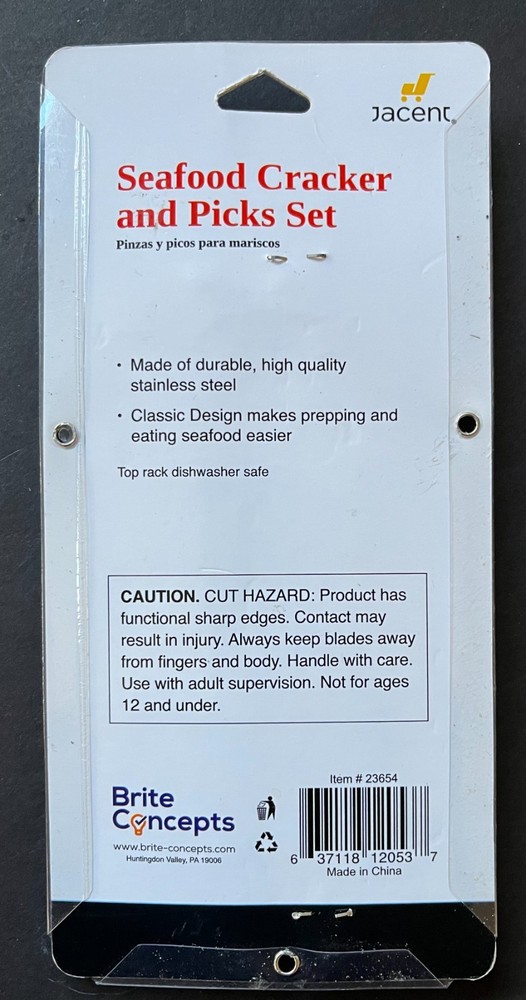 Jacent®
Seafood Cracker
and Picks Set
Pinzas y picos para mariscos
• Made of durable, high quality
stainless steel
• Classic Design makes prepping and
eating seafood easier
Top rack dishwasher safe
CAUTION. CUT HAZARD: Product has
functional sharp edges. Contact may
result in injury. Always keep blades away
from fingers and body. Handle with care.
Use with adult supervision. Not for ages
12 and under.
Brite
Concepts
www.brite-concepts.com
Huntingdon Valley, PA 19006
Item # 23654
6 37118 12053 7
Made in China